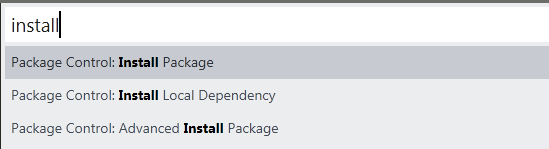 install
Package Control: Install Package
Package Control: Install Local Dependency
Package Control: Advanced Install Package